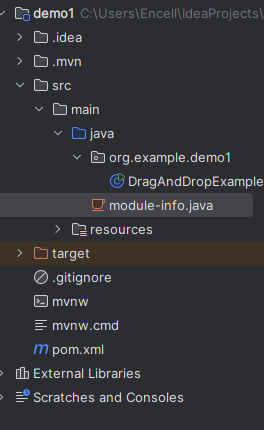 demo1 C:\Users\Encell\IdeaProjects\
.idea
.mvn
src
main
java
org.example.demo1
DragAndDropExample
module-info.java
resources
target
.gitignore
mvnw
mvnw.cmd
pom.xml
External Libraries
Scratches and Consoles